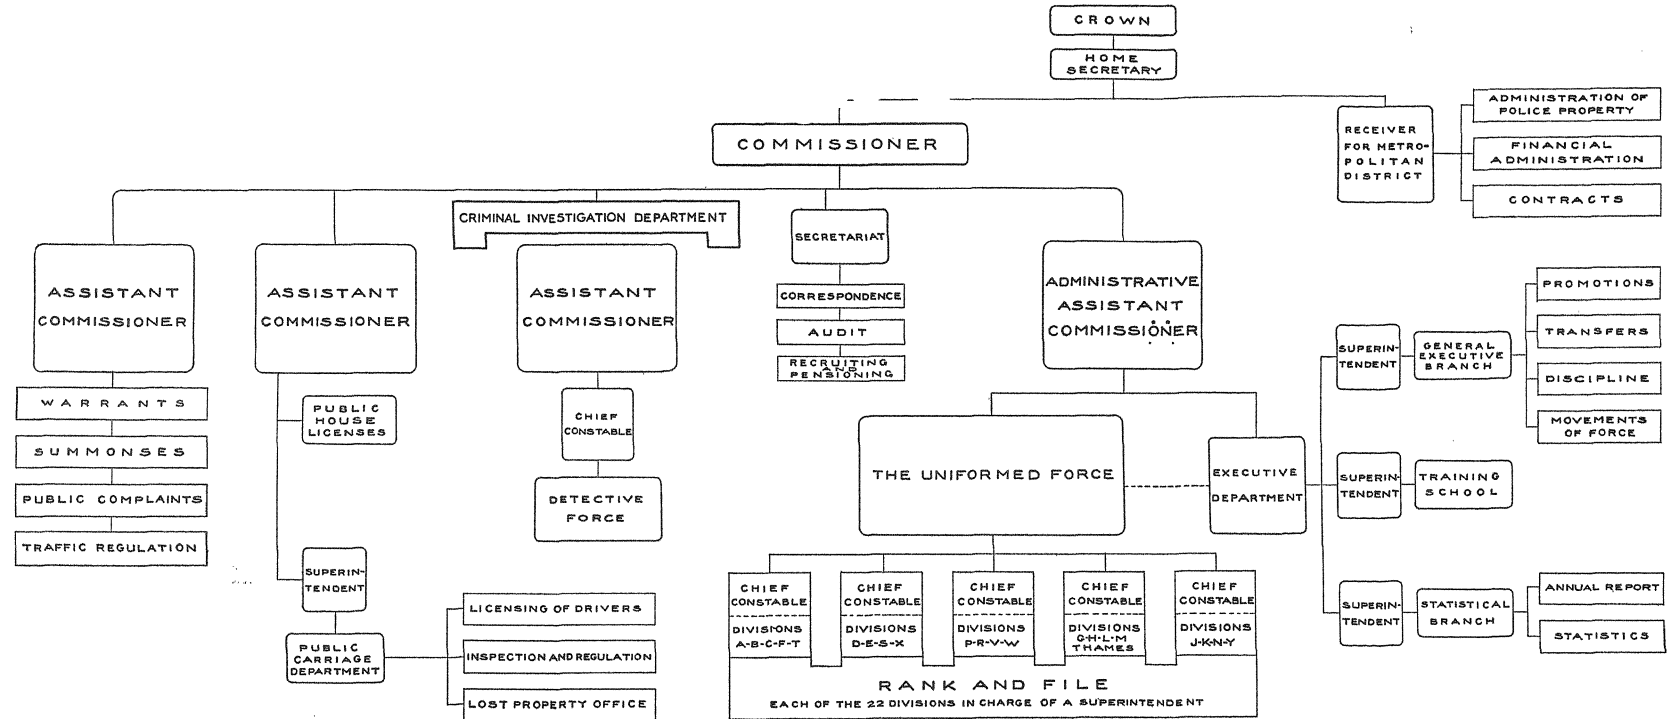 CROWN
HOME
SECRETARY
COMMISSIONER
RECEIVER
FOR METRO-
POLITAN
DISTRICT
ADMINISTRATION OF
POLICE PROPERTY
FINANCIAL
ADMINISTRATION
CONTRACTS
ASSISTANT
COMMISSIONER
WARRANTS
SUMMONSES
PUBLIC COMPLAINTS
TRAFFIC REGULATION
ASSISTANT
COMMISSIONER
PUBLIC
HOUSE
LICENSES
SUPERIN-
TENDENT
PUBLIC
CARRIAGE
DEPARTMENT
LICENSING OF DRIVERS
INSPECTION AND REGULATION
LOST PROPERTY OFFICE
CRIMINAL INVESTIGATION DEPARTMENT
ASSISTANT
COMMISSIONER
CHIEF
CONSTABLE
DETECTIVE
FORCE
SECRETARIAT
CORRESPONDENCE
AUDIT
RECRUITING
AND
PENSIONING
ADMINISTRATIVE
ASSISTANT
COMMISSIONER
THE UNIFORMED FORCE
EXECUTIVE
DEPARTMENT
SUPERIN-
TENDENT
GENERAL
EXECUTIVE
BRANCH
PROMOTIONS
TRANSFERS
DISCIPLINE
MOVEMENTS
OF FORCE
SUPERIN-
TENDENT
TRAINING
SCHOOL
SUPERIN-
TENDENT
STATISTICAL
BRANCH
ANNUAL REPORT
STATISTICS
CHIEF
CONSTABLE
DIVISIONS
A-B-C-F-T
CHIEF
CONSTABLE
DIVISIONS
D-E-S-X
CHIEF
CONSTABLE
DIVISIONS
P-R-V-W
CHIEF
CONSTABLE
DIVISIONS
G-H-L-M
THAMES
CHIEF
CONSTABLE
DIVISIONS
J-K-N-Y
RANK AND FILE
EACH OF THE 22 DIVISIONS IN CHARGE OF A SUPERINTENDENT